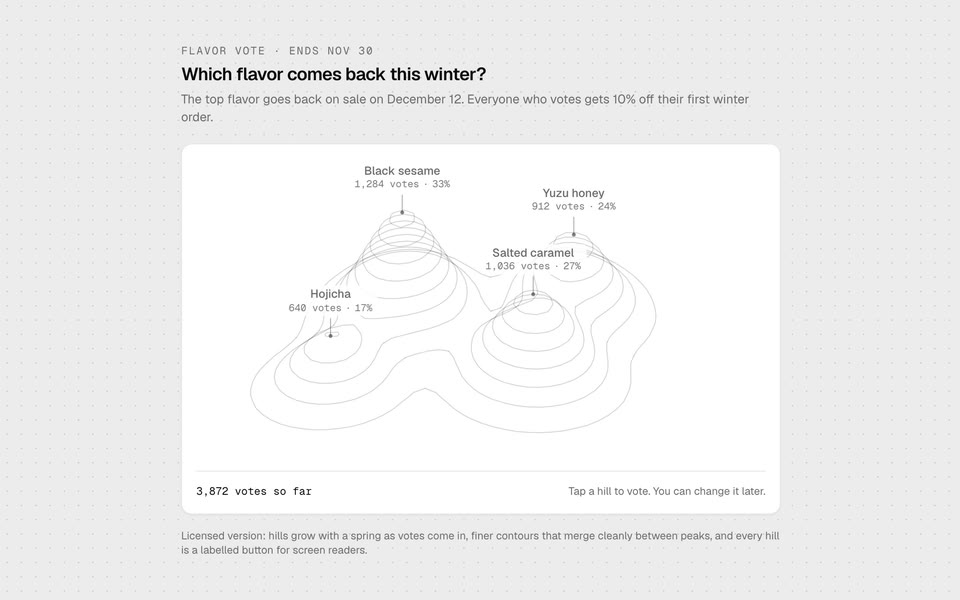 FLAVOR VOTE · ENDS NOV 30
Which flavor comes back this winter?
The top flavor goes back on sale on December 12. Everyone who votes gets 10% off their first winter
order.
Black sesame
1,284 votes · 33%
Yuzu honey
912 votes · 24%
Salted caramel
1,036 votes · 27%
Hojicha
640 votes · 17%
3,872 votes so far
Tap a hill to vote. You can change it later.
Licensed version: hills grow with a spring as votes come in, finer contours that merge cleanly between peaks, and every hill
is a labelled button for screen readers.